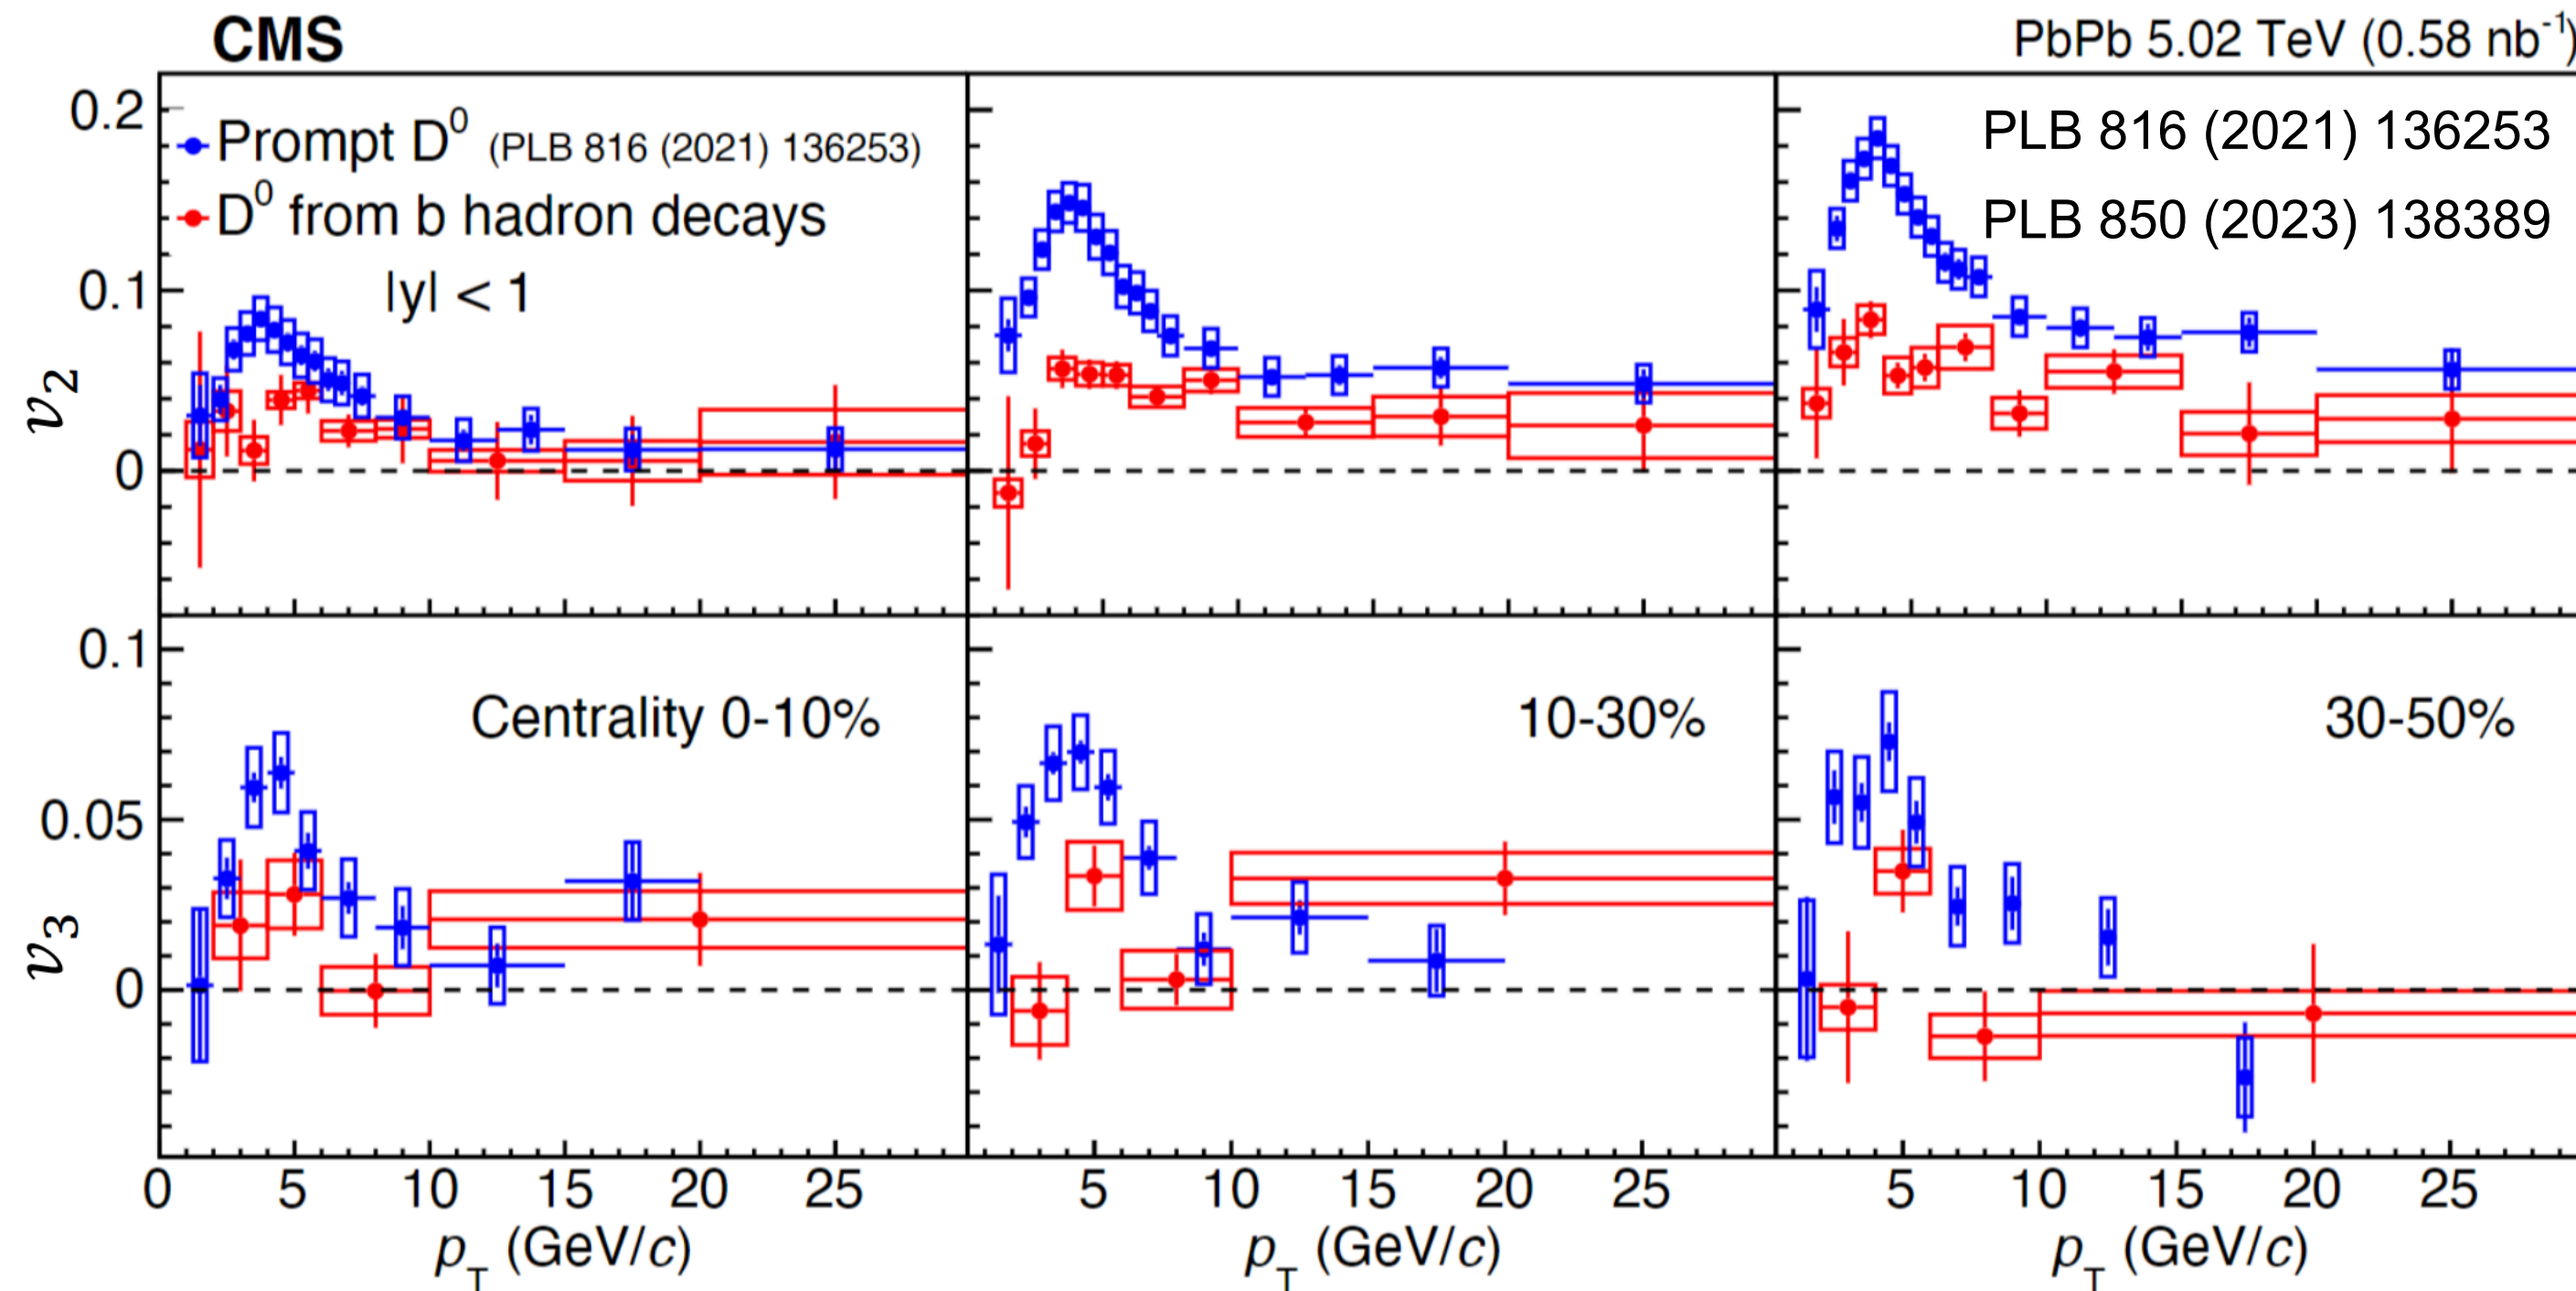 CMS
PbPb 5.02 TeV (0.58 nb⁻¹)
Prompt D⁰ (PLB 816 (2021) 136253)
D⁰ from b hadron decays
|y| < 1
PLB 816 (2021) 136253
PLB 850 (2023) 138389
v₂
0.2
0.1
0
Centrality 0-10%
10-30%
30-50%
v₃
0.1
0.05
0
0 5 10 15 20 25
5 10 15 20 25
5 10 15 20 25
p_T (GeV/c)
p_T (GeV/c)
p_T (GeV/c)